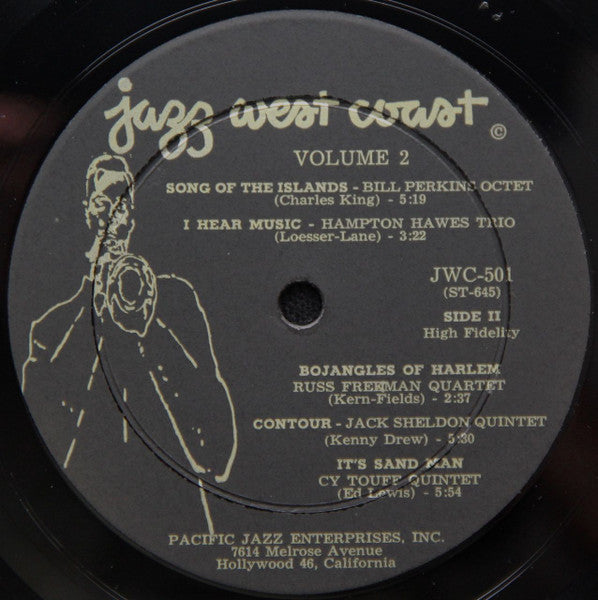 jazz west coast ©
VOLUME 2
SONG OF THE ISLANDS - BILL PERKINS OCTET
(Charles King) - 5:19
I HEAR MUSIC - HAMPTON HAWES TRIO
(Loesser-Lane) - 3:22
JWC-501
(ST-645)
SIDE II
High Fidelity
BOJANGLES OF HARLEM
RUSS FREEMAN QUARTET
(Kern-Fields) - 2:37
CONTOUR - JACK SHELDON QUINTET
(Kenny Drew) - 5:30
IT'S SAND MAN
CY TOUFF QUINTET
(Ed Lewis) - 5:54
PACIFIC JAZZ ENTERPRISES, INC.
7614 Melrose Avenue
Hollywood 46, California